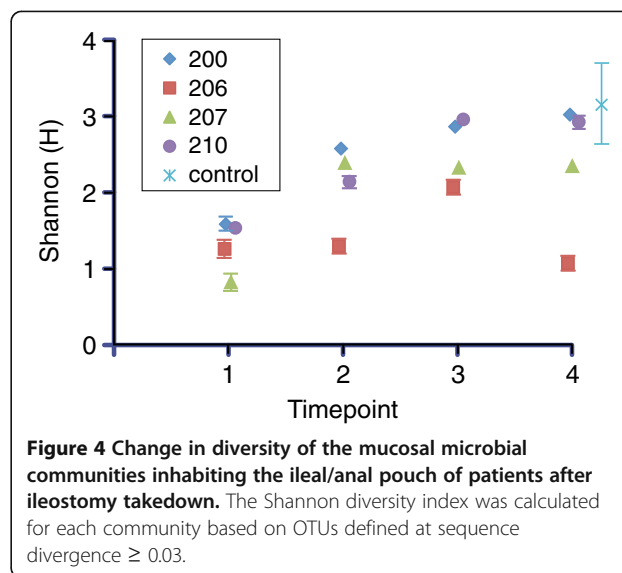 4
3
2
1
0
Shannon (H)
200
206
207
210
control
1 2 3 4
Timepoint
Figure 4 Change in diversity of the mucosal microbial
communities inhabiting the ileal/anal pouch of patients after
ileostomy takedown. The Shannon diversity index was calculated
for each community based on OTUs defined at sequence
divergence ≥ 0.03.